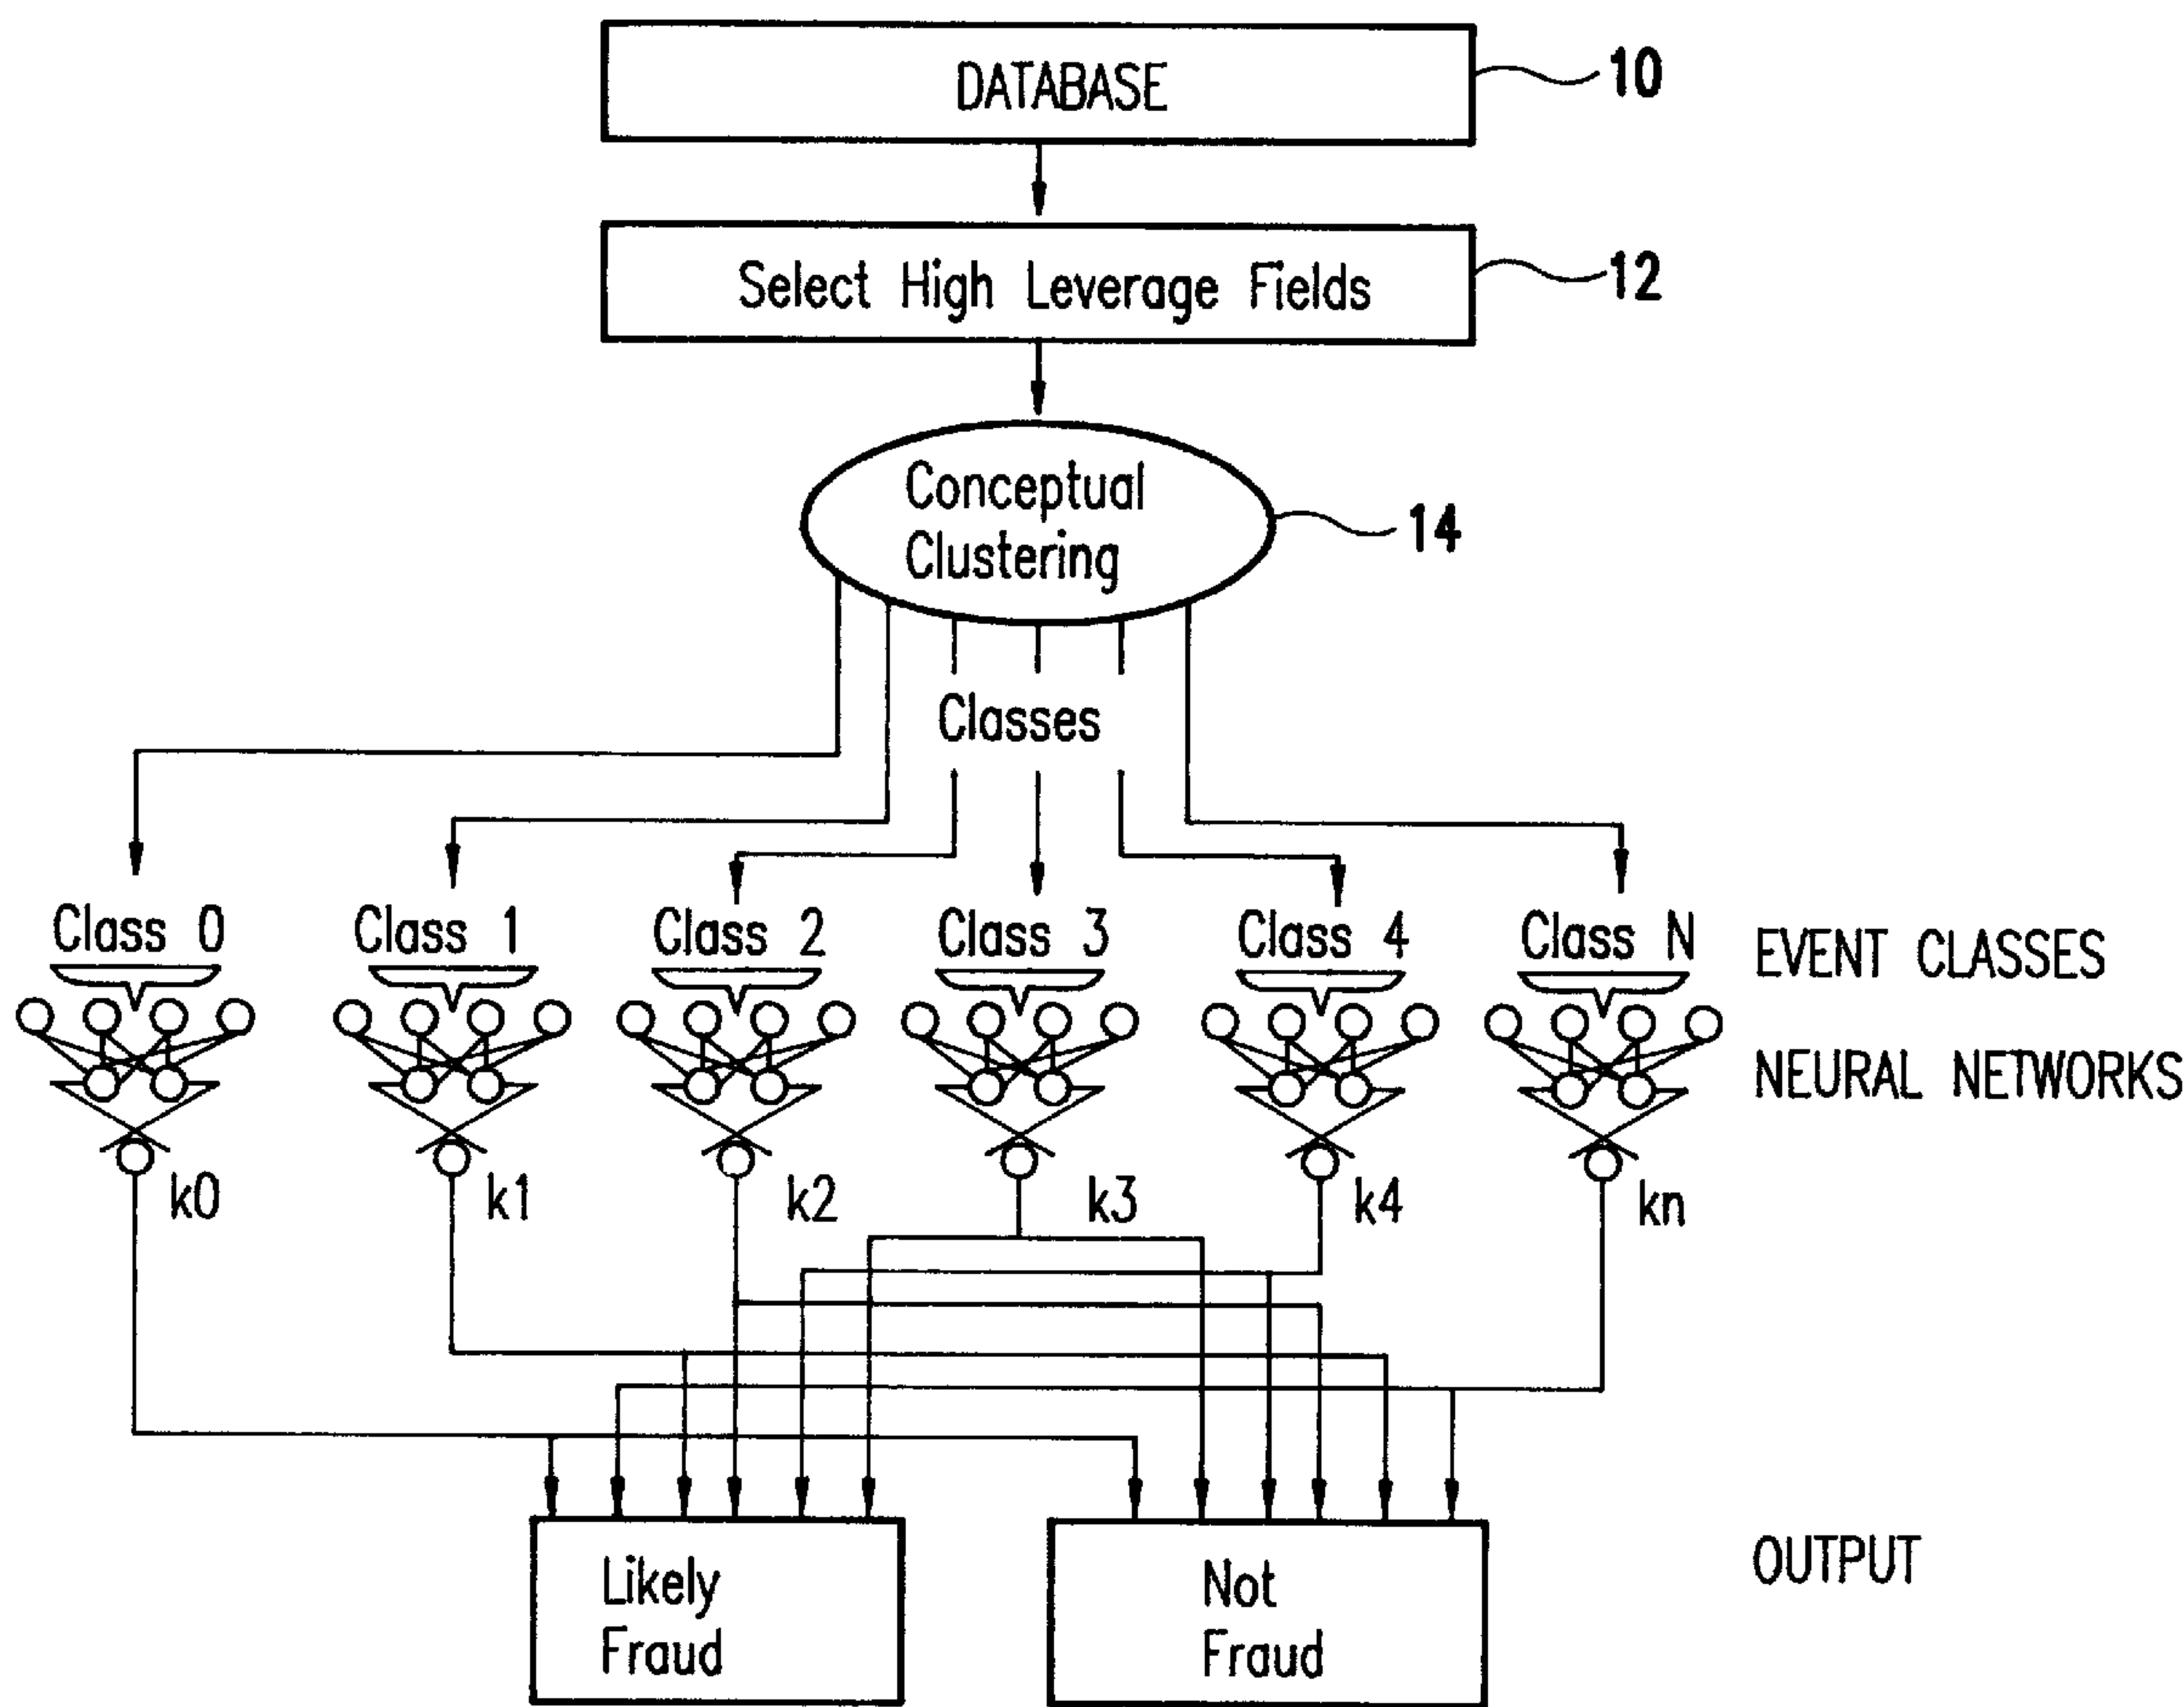 DATABASE
10
Select High Leverage Fields
12
Conceptual
Clustering
14
Classes
Class 0
Class 1
Class 2
Class 3
Class 4
Class N
EVENT CLASSES
NEURAL NETWORKS
k0
k1
k2
k3
k4
kn
Likely
Fraud
Not
Fraud
OUTPUT